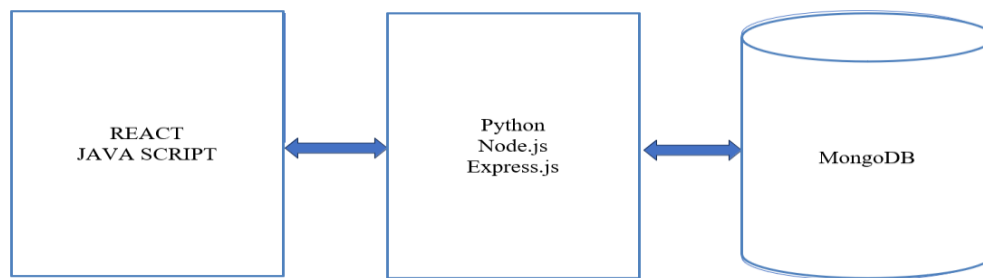 REACT
JAVA SCRIPT
Python
Node.js
Express.js
MongoDB